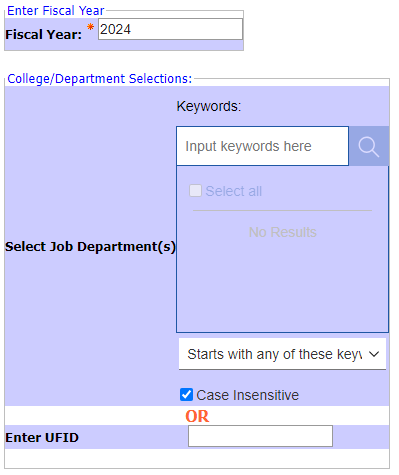 Enter Fiscal Year
Fiscal Year: * 2024
College/Department Selections:
Keywords:
Input keywords here
Select all
No Results
Select Job Department(s)
Starts with any of these keyw
Case Insensitive
OR
Enter UFID